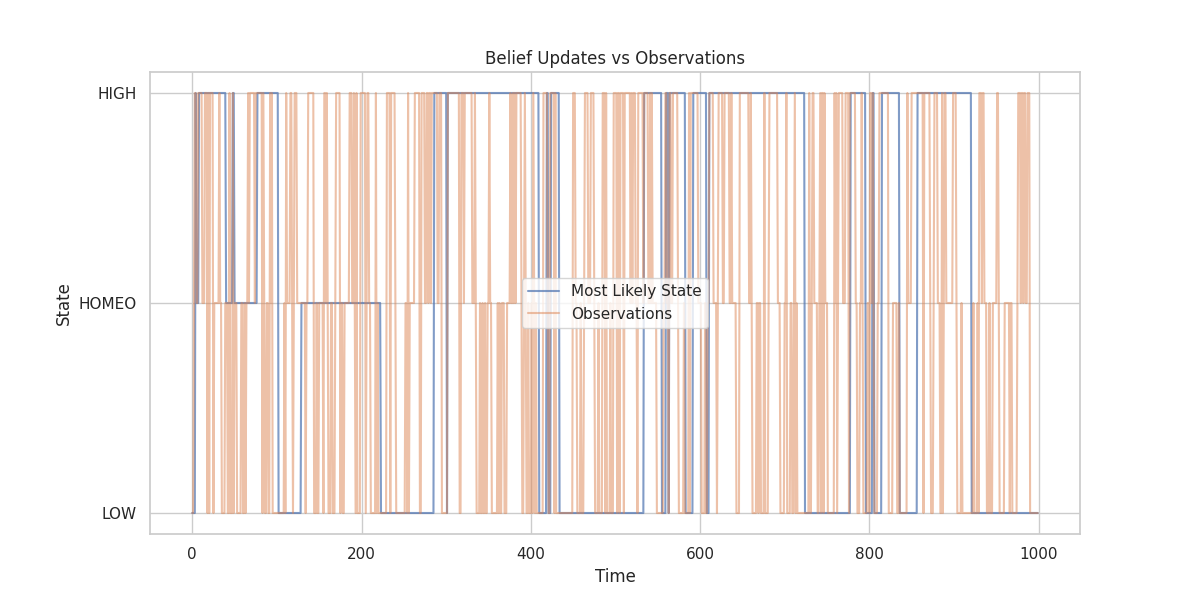 Belief Updates vs Observations
HIGH
HOMEO
LOW
State
Most Likely State
Observations
0
200
400
600
800
1000
Time